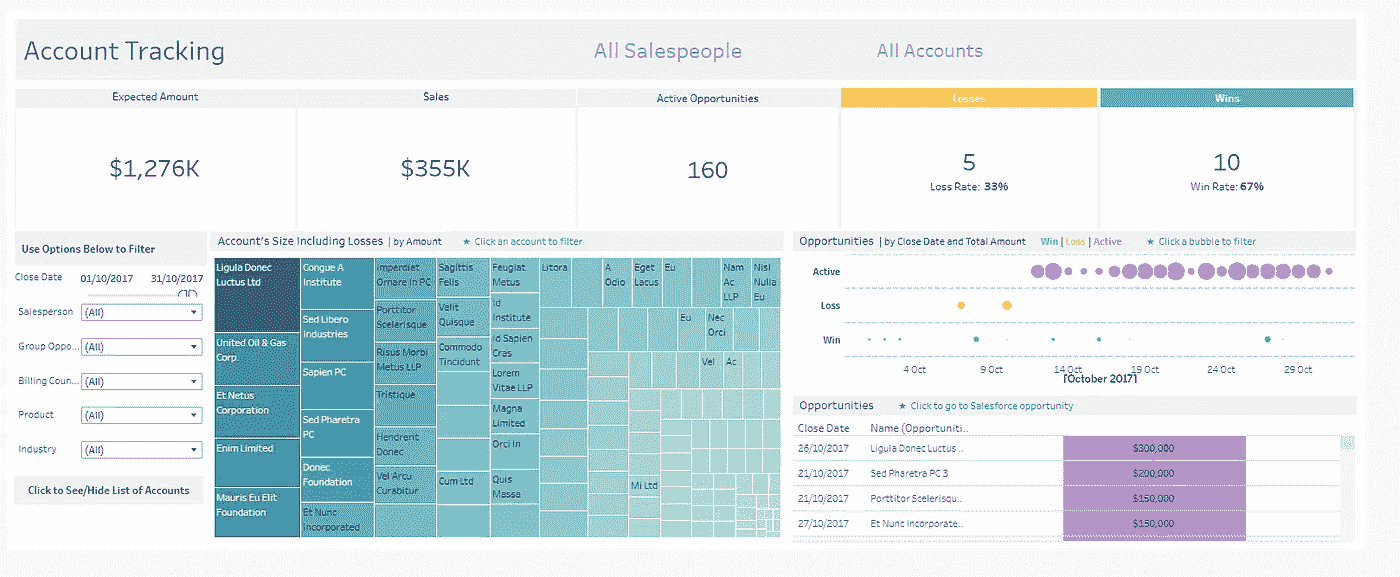 Account Tracking
All Salespeople
All Accounts
Expected Amount
Sales
Active Opportunities
Losses
Wins
$1,276K
$355K
160
5
Loss Rate: 33%
10
Win Rate: 67%
Use Options Below to Filter
Close Date
01/10/2017
31/10/2017
Salesperson
(All)
Group Oppo...
(All)
Billing Coun...
(All)
Product
(All)
Industry
(All)
Click to See/Hide List of Accounts
Account's Size Including Losses | by Amount
★ Click an account to filter
Ligula Donec
Luctus Ltd
United Oil & Gas
Corp.
Et Netus
Corporation
Enim Limited
Mauris Eu Elit
Foundation
Congue A
Institute
Sed Libero
Industries
Sapien PC
Sed Pharetra
PC
Donec
Foundation
Et Nunc
Incorporated
Imperdiet
Ornare In PC
Porttitor
Scelerisque
Risus Morbi
Metus LLP
Tristique
Hendrerit
Donec
Vel Arcu
Curabitur
Sagittis
Felis
Velit
Quisque
Commodo
Tincidunt
Cum Ltd
Feugiat
Metus
Id
Institute
Id Sapien
Cras
Lorem
Vitae LLP
Magna
Limited
Orci In
Quis
Massa
Litora
A
Odio
Eget
Lacus
Eu
Nam
Ac
LLP
Nisl
Nulla
Eu
Eu
Nec
Orci
Vel
Ac
Mi Ltd
Opportunities | by Close Date and Total Amount
Win | Loss | Active
★ Click a bubble to filter
Active
Loss
Win
4 Oct
9 Oct
14 Oct
19 Oct
24 Oct
29 Oct
[October 2017]
Opportunities
★ Click to go to Salesforce opportunity
Close Date
Name (Opportuniti..
26/10/2017
Ligula Donec Luctus ..
$300,000
21/10/2017
Sed Pharetra PC 3
$200,000
21/10/2017
Porttitor Scelerisqu..
$150,000
27/10/2017
Et Nunc Incorporate..
$150,000